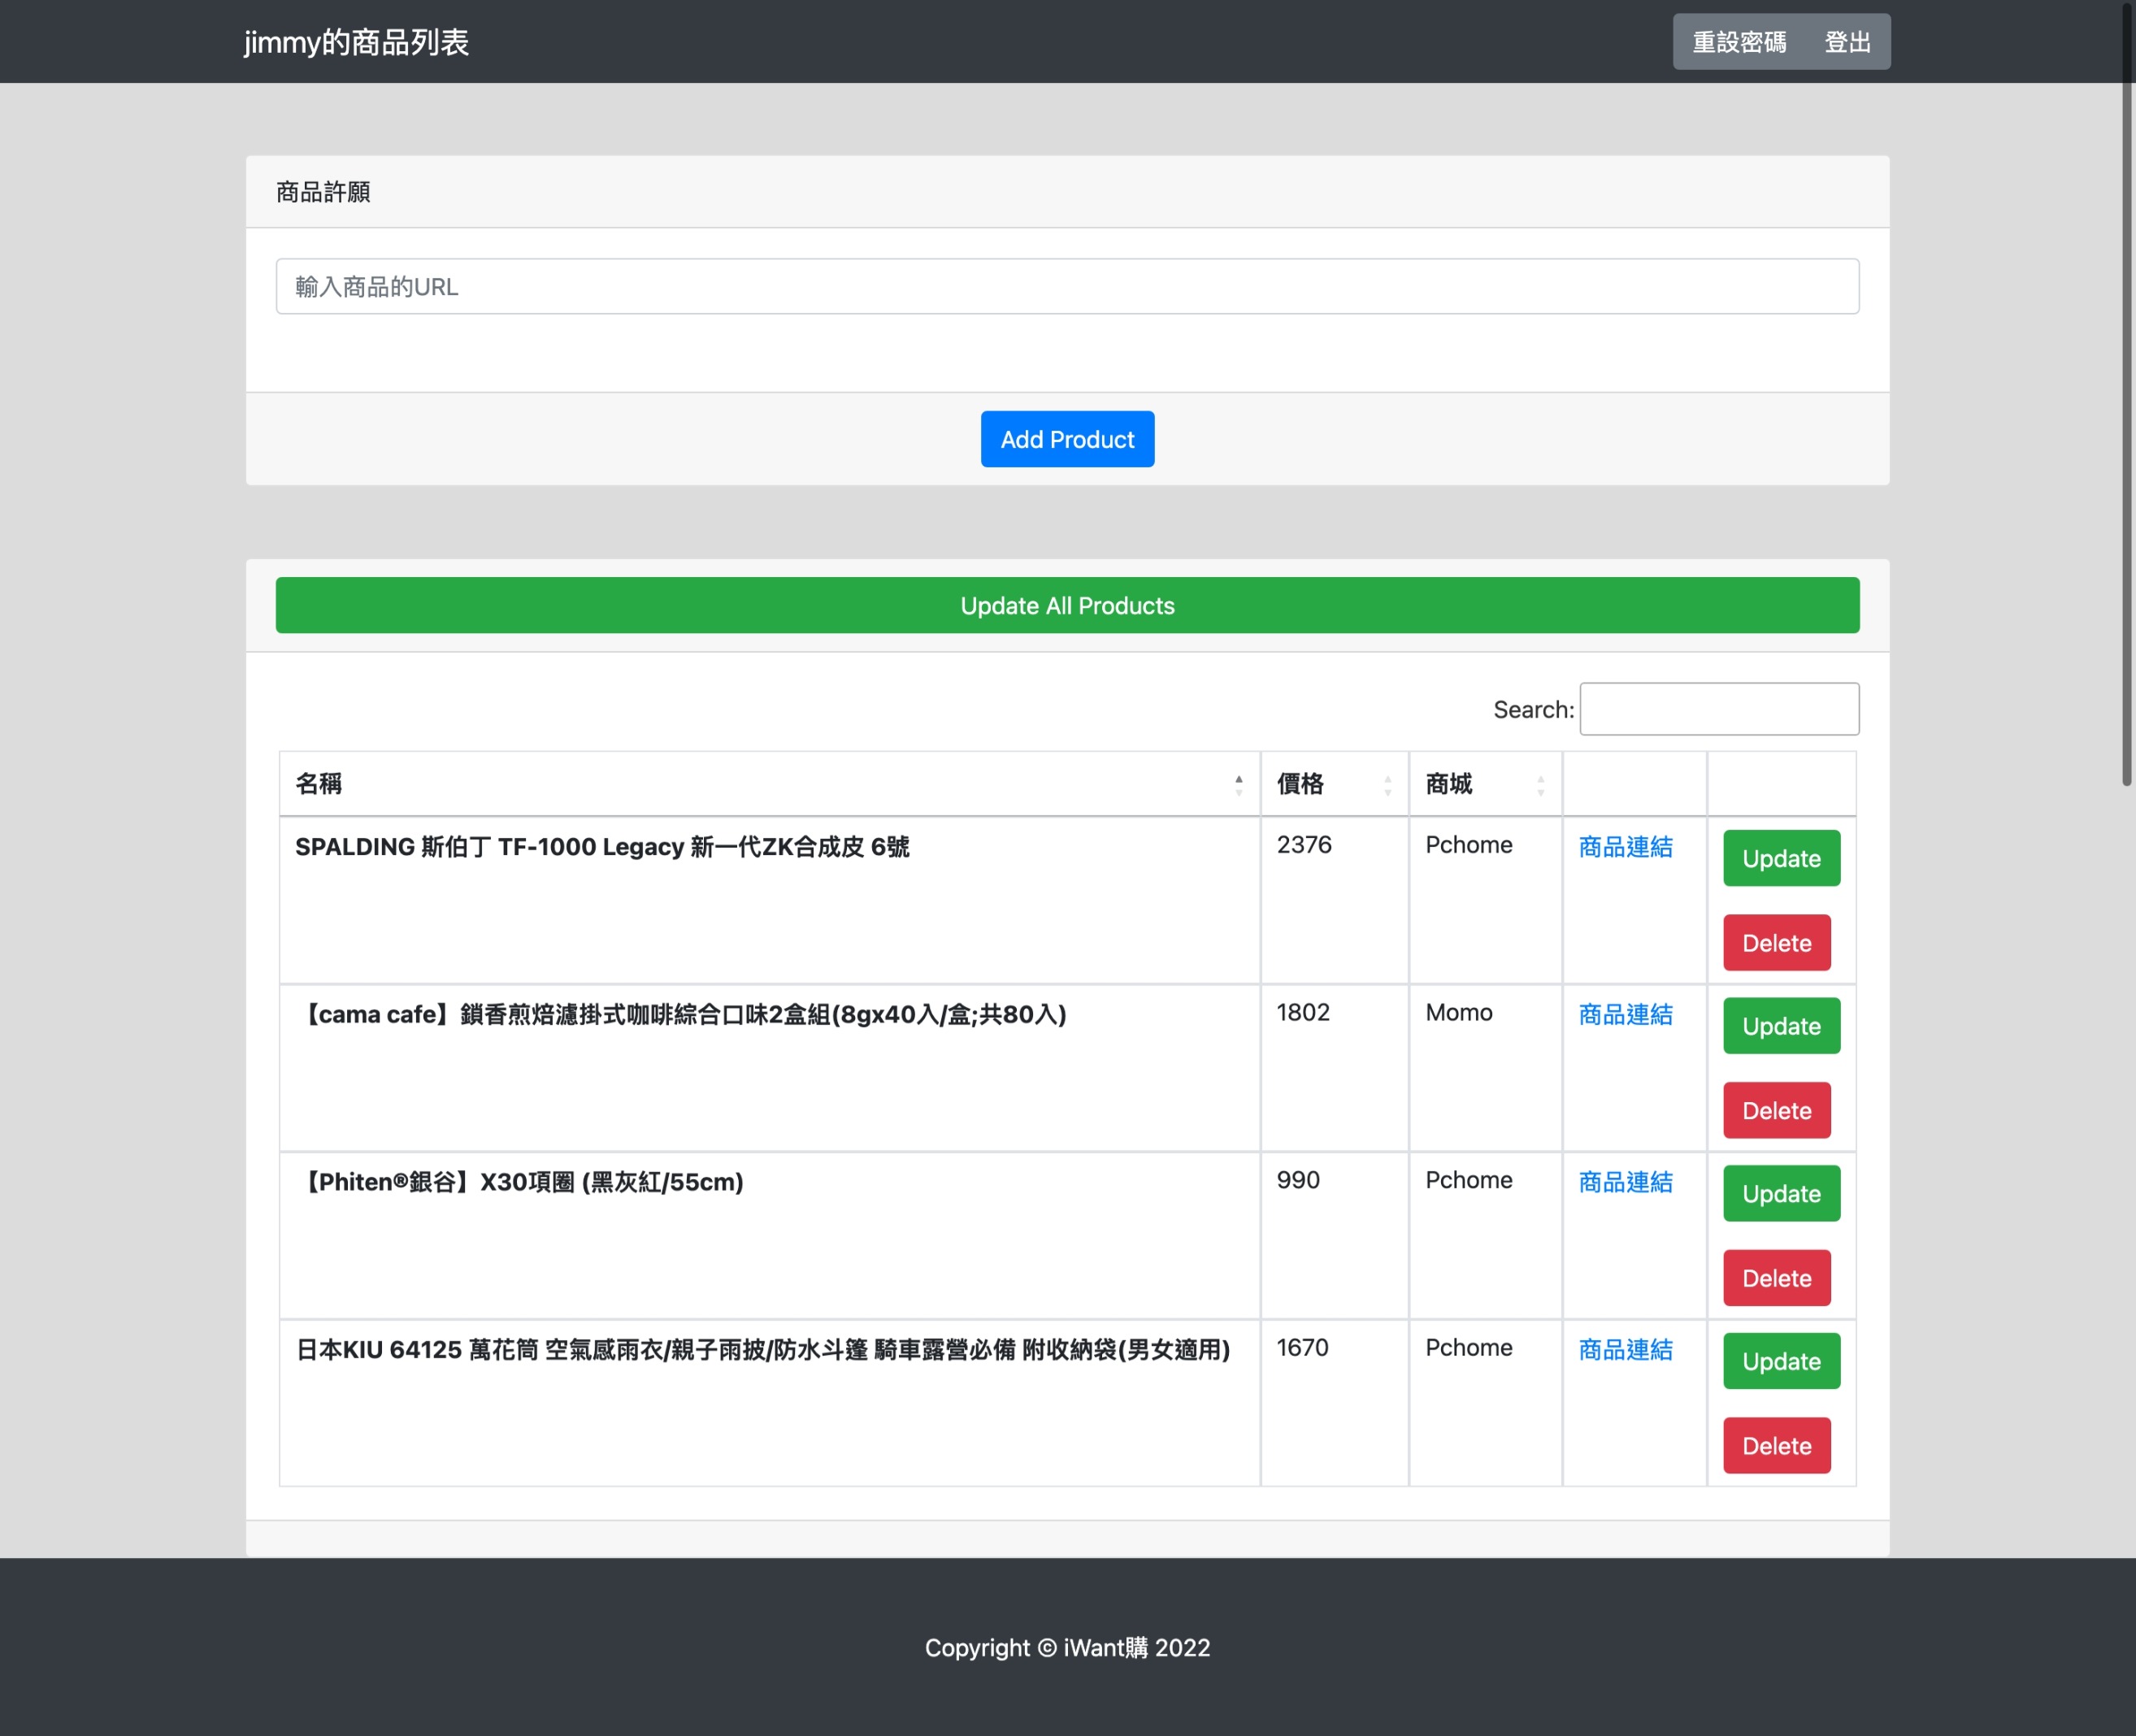 jimmy的商品列表 重設密碼 登出
商品許願
輸入商品的URL
Add Product
Update All Products
Search:
名稱 價格 商城
SPALDING 斯伯丁 TF-1000 Legacy 新一代ZK合成皮 6號 2376 Pchome 商品連結 Update
Delete
【cama cafe】鎖香煎焙濾掛式咖啡綜合口味2盒組(8gx40入/盒;共80入) 1802 Momo 商品連結 Update
Delete
【Phiten®銀谷】X30項圈 (黑灰紅/55cm) 990 Pchome 商品連結 Update
Delete
日本KIU 64125 萬花筒 空氣感雨衣/親子雨披/防水斗篷 騎車露營必備 附收納袋(男女適用) 1670 Pchome 商品連結 Update
Delete
Copyright © iWant購 2022